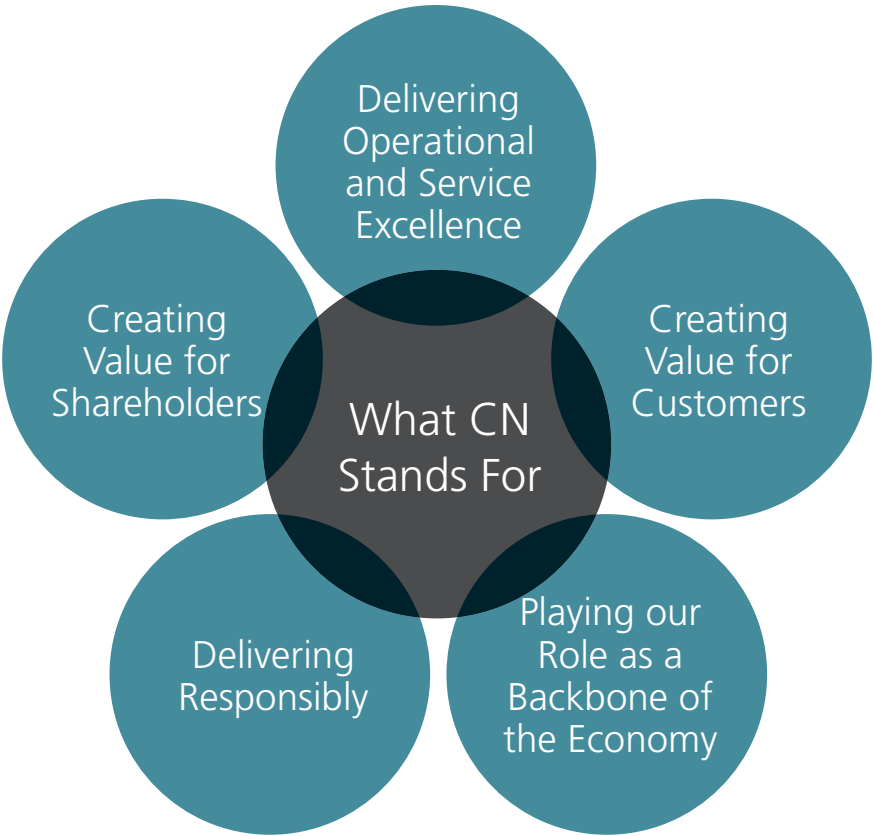 Delivering
Operational
and Service
Excellence
Creating
Value for
Shareholders
Creating
Value for
Customers
What CN
Stands For
Delivering
Responsibly
Playing our
Role as a
Backbone of
the Economy